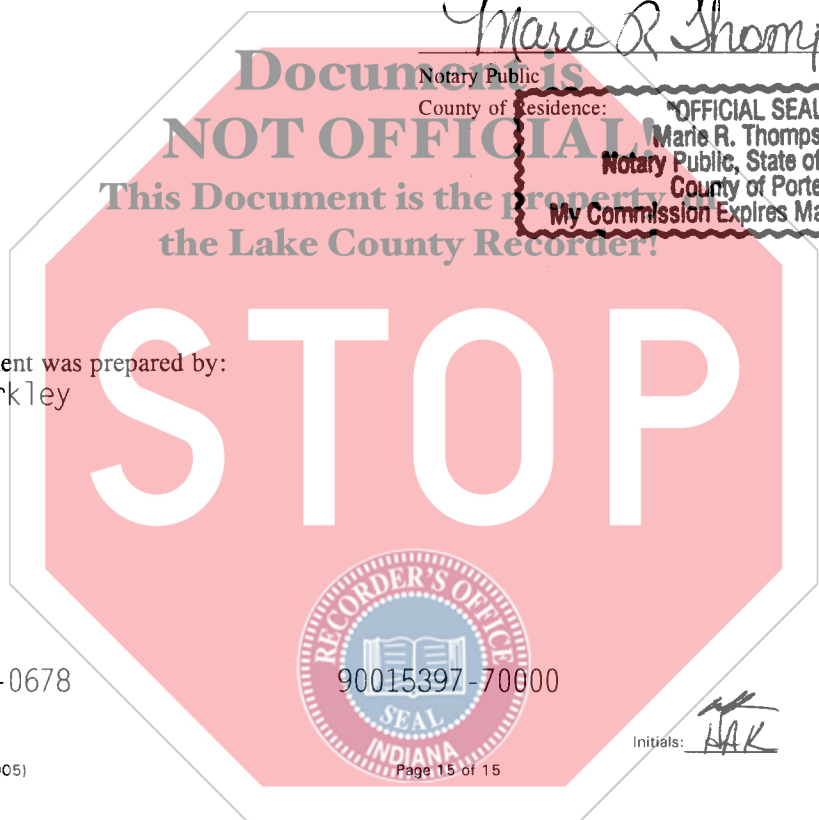 Marie R Thomp
Document is
Notary Public
County of Residence:
NOT OFFICIAL!
"OFFICIAL SEAL
Marie R. Thomps
Notary Public, State of
County of Porte
My Commission Expires Ma
This Document is the property of
the Lake County Recorder!
STOP
ent was prepared by:
rkley
RECORDER'S OFFICE
SEAL
INDIANA
-0678
90015397-70000
Initials: HAK
05)
Page 15 of 15